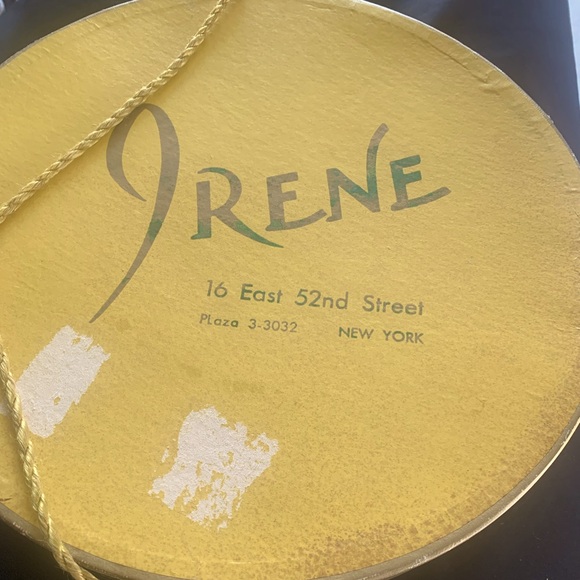 IRENE
16 East 52nd Street
PLaza 3-3032 NEW YORK